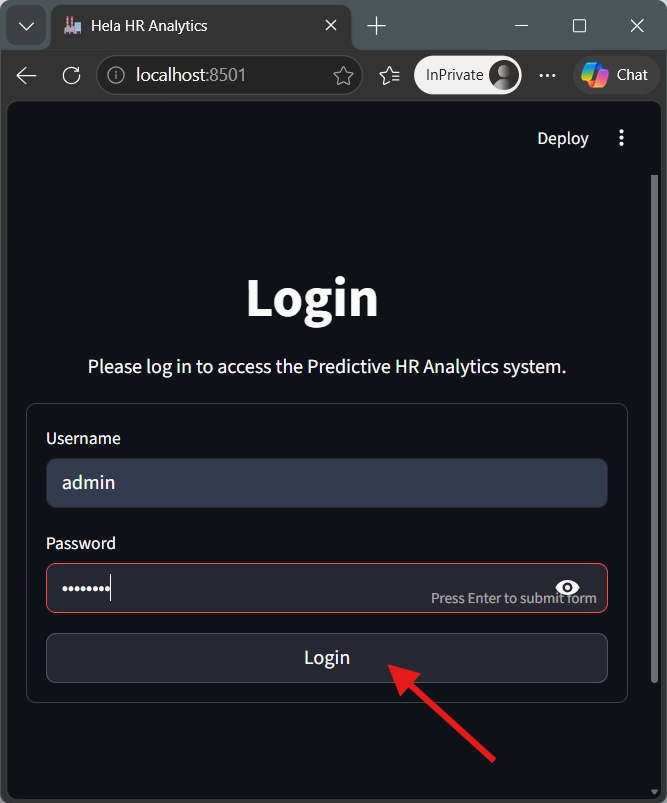 Hela HR Analytics
localhost:8501
InPrivate
Chat
Deploy
Login
Please log in to access the Predictive HR Analytics system.
Username
admin
Password
••••••••
Press Enter to submit form
Login